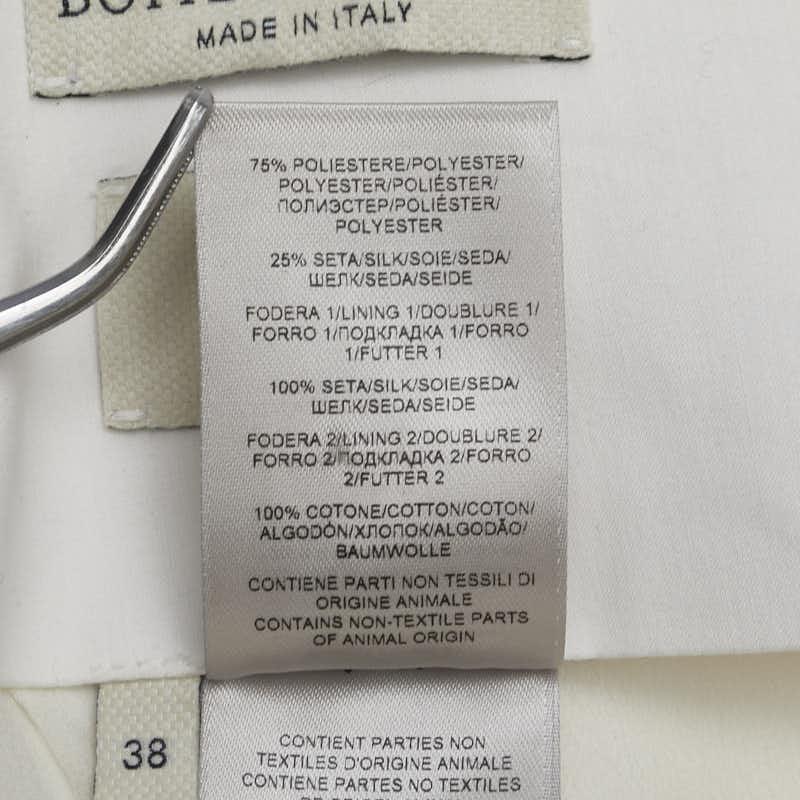 MADE IN ITALY
75% POLIESTERE/POLYESTER/
POLYESTER/POLIÉSTER/
ПОЛИЭСТЕР/POLIÉSTER/
POLYESTER
25% SETA/SILK/SOIE/SEDA/
ШЕЛК/SEDA/SEIDE
FODERA 1/LINING 1/DOUBLURE 1/
FORRO 1/ПОДКЛАДКА 1/FORRO
1/FUTTER 1
100% SETA/SILK/SOIE/SEDA/
ШЕЛК/SEDA/SEIDE
FODERA 2/LINING 2/DOUBLURE 2/
FORRO 2/ПОДКЛАДКА 2/FORRO
2/FUTTER 2
100% COTONE/COTTON/COTON/
ALGODÓN/ХЛОПОК/ALGODÃO/
BAUMWOLLE
CONTIENE PARTI NON TESSILI DI
ORIGINE ANIMALE
CONTAINS NON-TEXTILE PARTS
OF ANIMAL ORIGIN
38
CONTIENT PARTIES NON
TEXTILES D'ORIGINE ANIMALE
CONTIENE PARTES NO TEXTILES
DE ORIGEN ANIMAL